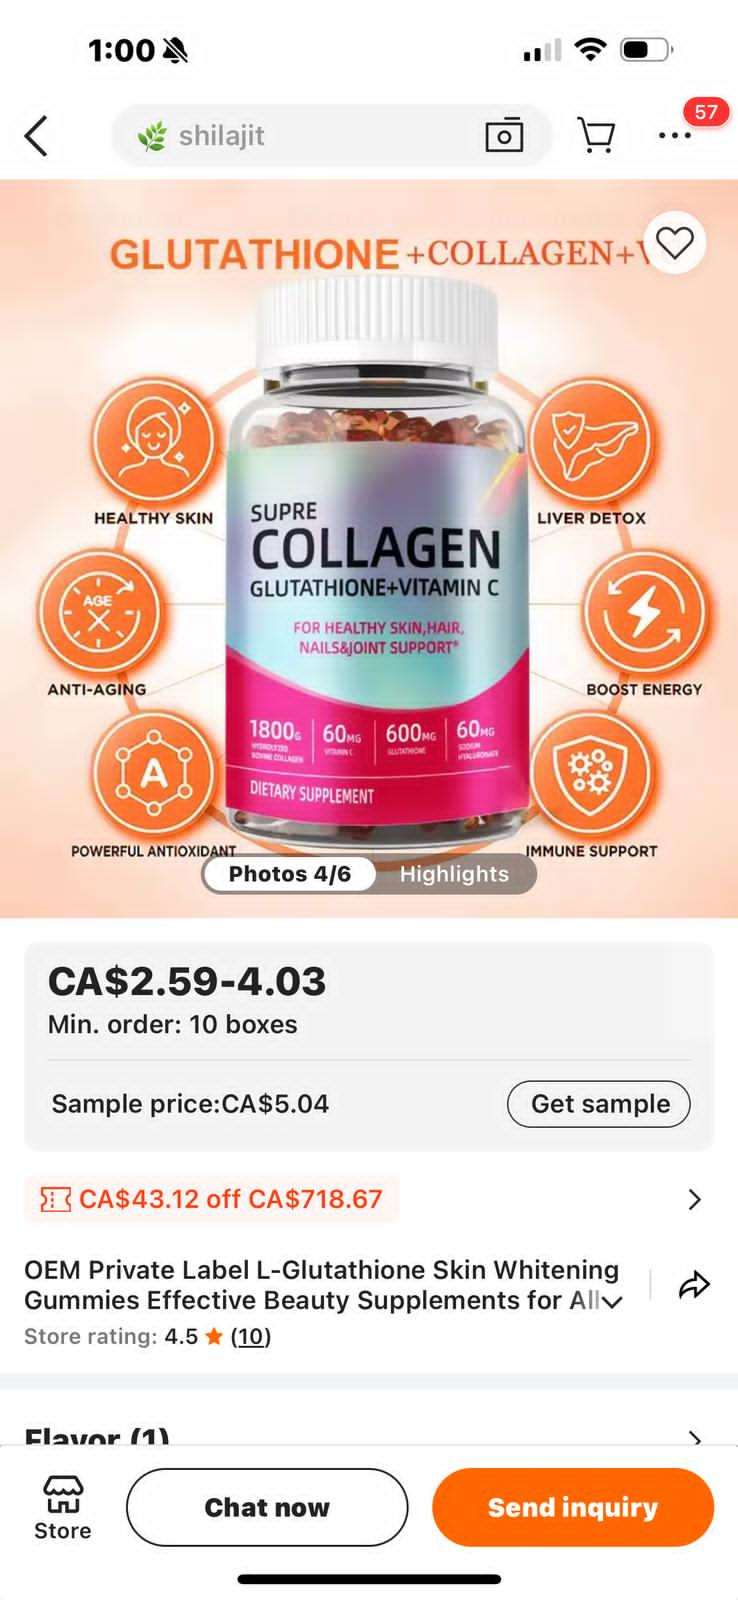 1:00
shilajit
57
GLUTATHIONE +COLLAGEN+V
HEALTHY SKIN
LIVER DETOX
SUPRE
COLLAGEN
GLUTATHIONE+VITAMIN C
FOR HEALTHY SKIN,HAIR,
NAILS&JOINT SUPPORT*
AGE
ANTI-AGING
BOOST ENERGY
1800G 60MG 600MG 60MG
HYDROLYZED BOVINE COLLAGEN VITAMIN C GLUTATHIONE SODIUM HYALURONATE
DIETARY SUPPLEMENT
A
POWERFUL ANTIOXIDANT
IMMUNE SUPPORT
Photos 4/6 Highlights
CA$2.59-4.03
Min. order: 10 boxes
Sample price:CA$5.04 Get sample
CA$43.12 off CA$718.67
OEM Private Label L-Glutathione Skin Whitening
Gummies Effective Beauty Supplements for All
Store rating: 4.5 ★ (10)
Flavor (1)
Store
Chat now
Send inquiry